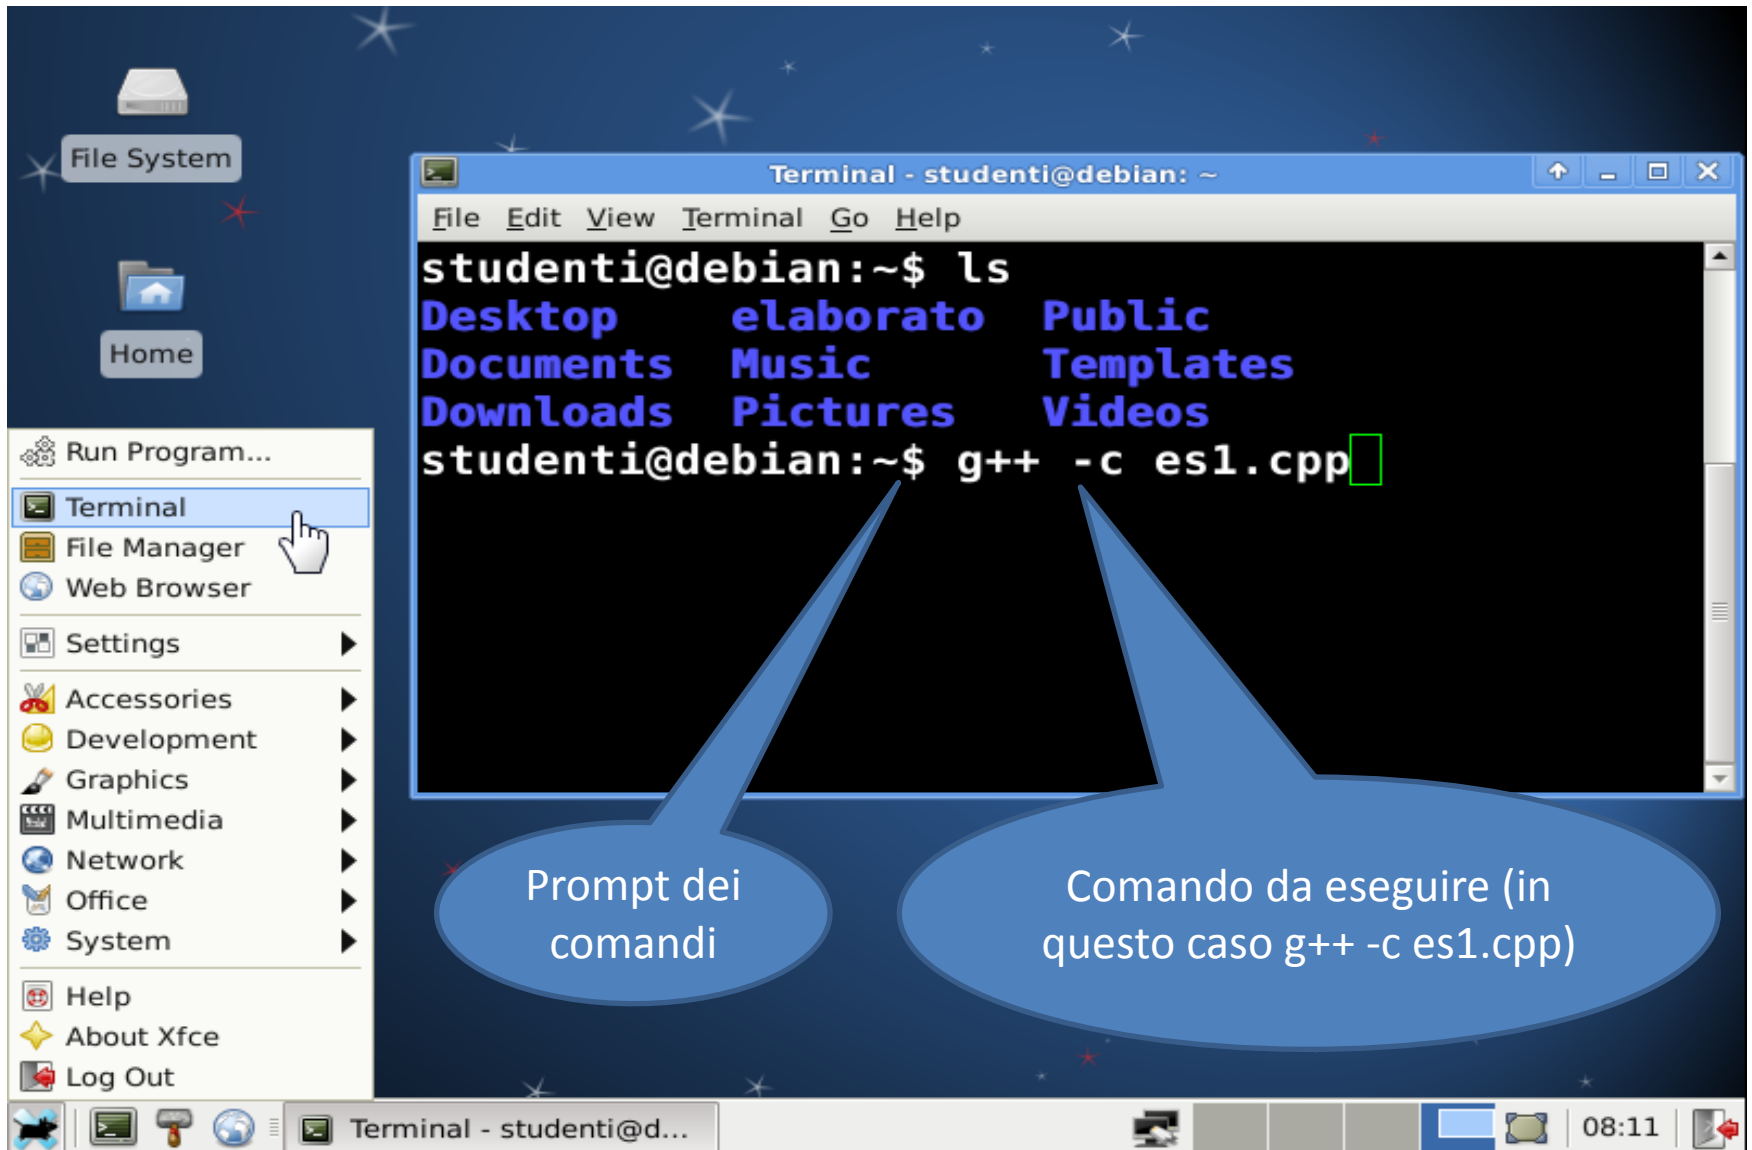 File System
Home
Terminal - studenti@debian: ~
File Edit View Terminal Go Help
studenti@debian:~$ ls
Desktop elaborato Public
Documents Music Templates
Downloads Pictures Videos
studenti@debian:~$ g++ -c es1.cpp
Run Program...
Terminal
File Manager
Web Browser
Settings
Accessories
Development
Graphics
Multimedia
Network
Office
System
Help
About Xfce
Log Out
Prompt dei
comandi
Comando da eseguire (in
questo caso g++ -c es1.cpp)
Terminal - studenti@d...
08:11